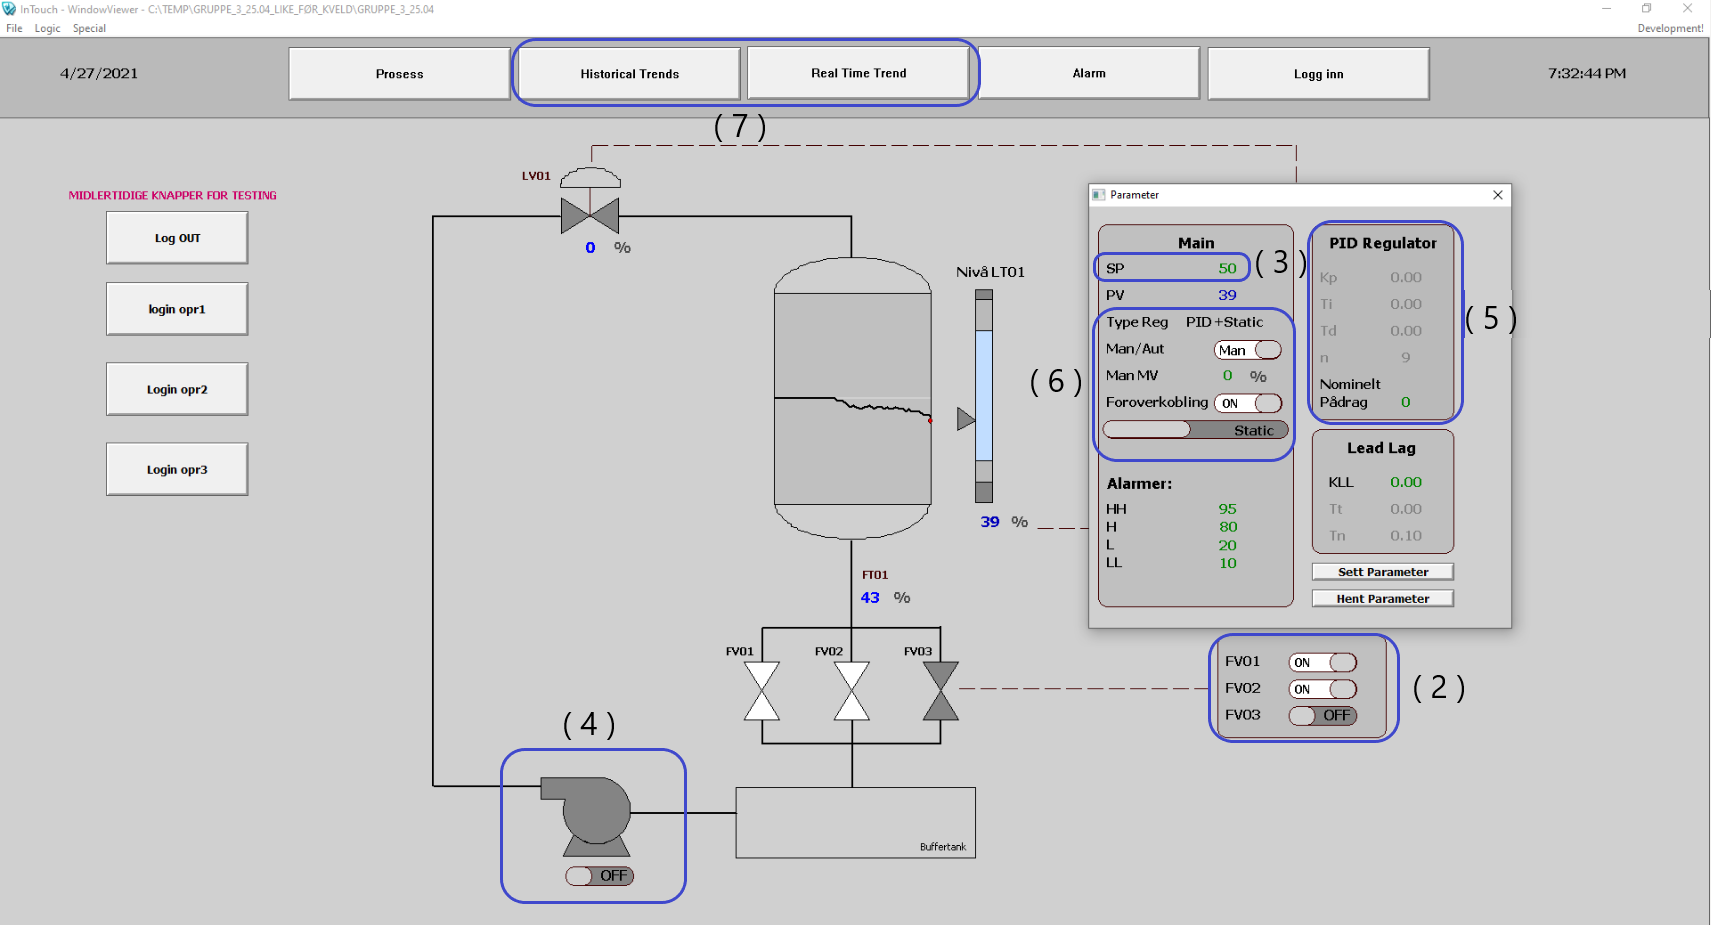 InTouch - WindowViewer - C:\TEMP\GRUPPE_3_25.04_LIKE_FØR_KVELD\GRUPPE_3_25.04
File Logic Special
Development!
4/27/2021
Prosess
Historical Trends
Real Time Trend
Alarm
Logg inn
7:32:44 PM
( 7 )
MIDLERTIDIGE KNAPPER FOR TESTING
Log OUT
login opr1
Login opr2
Login opr3
LV01
0 %
Nivå LT01
39 %
FT01
43 %
FV01
FV02
FV03
( 4 )
OFF
Buffertank
Parameter
Main
SP 50
( 3 )
PV 39
Type Reg PID+Static
Man/Aut Man
Man MV 0 %
Foroverkobling ON
Static
( 6 )
Alarmer:
HH 95
H 80
L 20
LL 10
PID Regulator
Kp 0.00
Ti 0.00
Td 0.00
n 9
Nominelt
Pådrag 0
( 5 )
Lead Lag
KLL 0.00
Tt 0.00
Tn 0.10
Sett Parameter
Hent Parameter
FV01 ON
FV02 ON
FV03 OFF
( 2 )